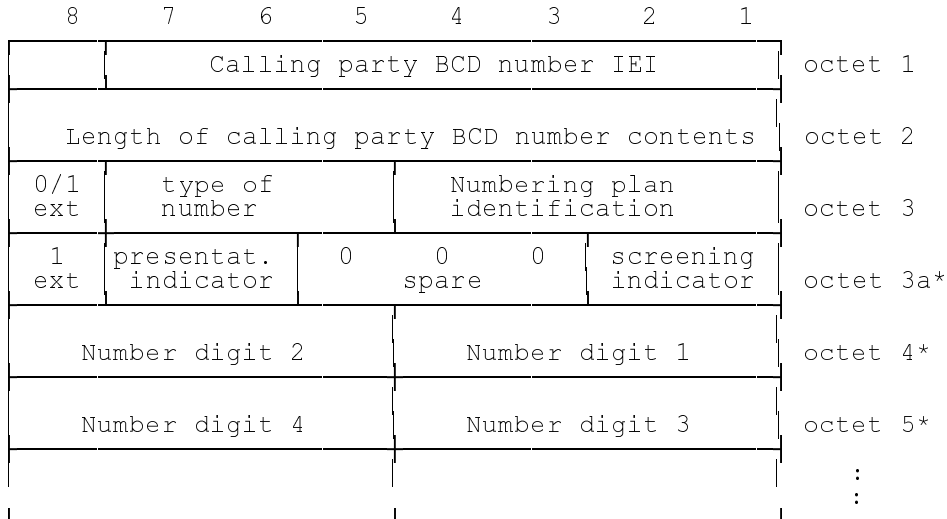 8 7 6 5 4 3 2 1
Calling party BCD number IEI octet 1
Length of calling party BCD number contents octet 2
0/1 type of Numbering plan
ext number identification octet 3
1 presentat. 0 0 0 screening
ext indicator spare indicator octet 3a*
Number digit 2 Number digit 1 octet 4*
Number digit 4 Number digit 3 octet 5*
:
: